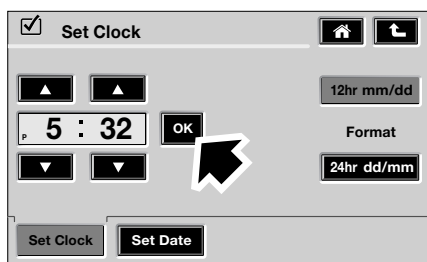 Set Clock
12hr mm/dd
P 5 : 32 OK
Format
24hr dd/mm
Set Clock Set Date